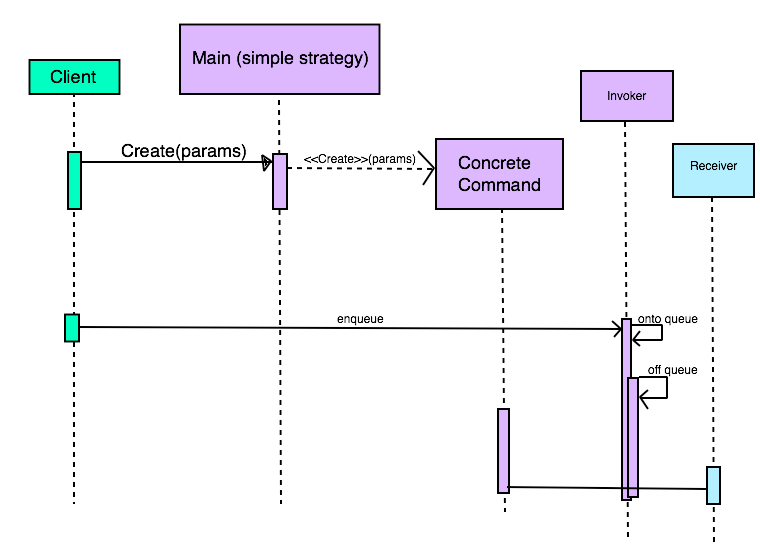 Main (simple strategy)
Client
Invoker
Create(params)
<<Create>>(params)
Concrete
Command
Receiver
enqueue
onto queue
off queue